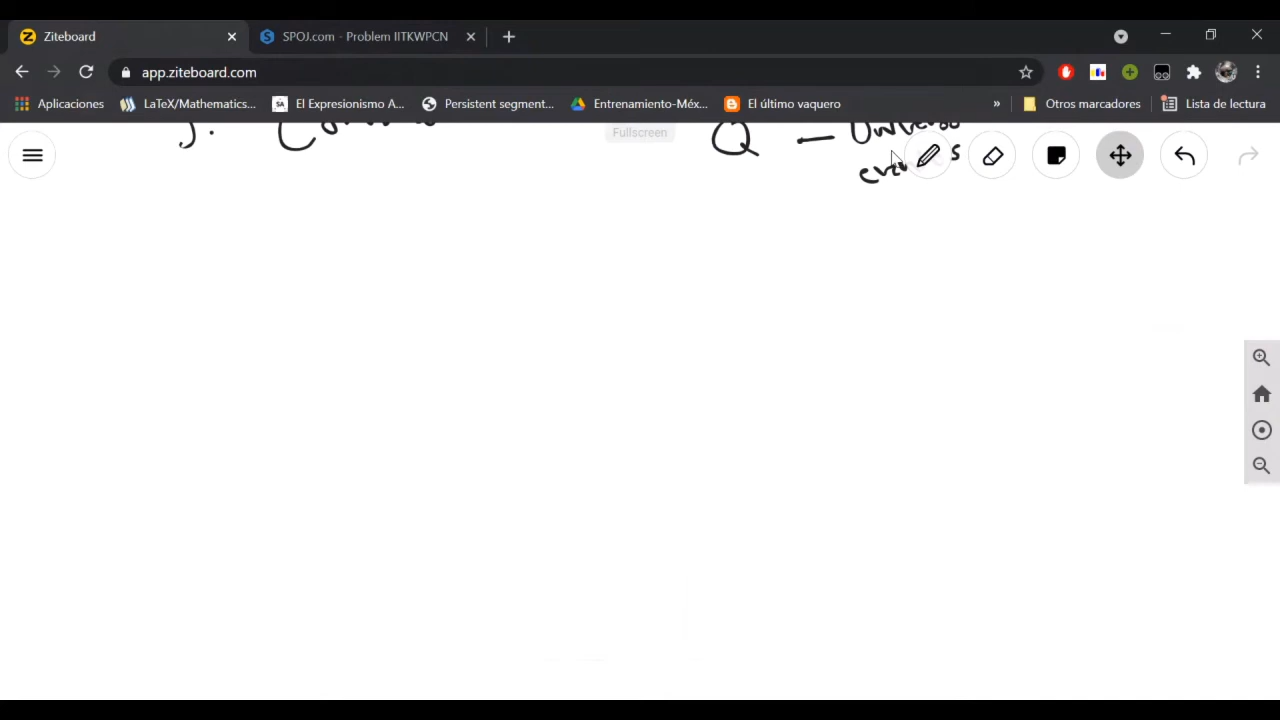 Ziteboard
SPOJ.com - Problem IITKWPCN
app.ziteboard.com
Aplicaciones
LaTeX/Mathematics...
El Expresionismo A...
Persistent segment...
Entrenamiento-Méx...
El último vaquero
»
Otros marcadores
Lista de lectura
Fullscreen
Q —